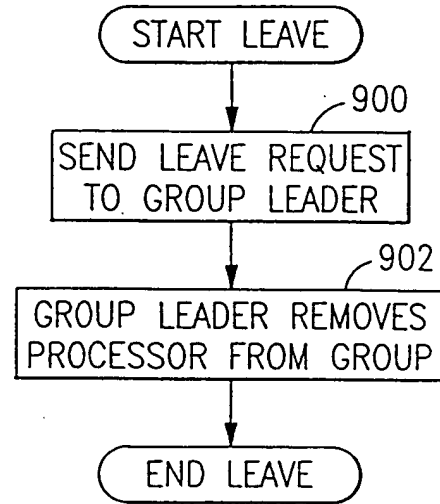 START LEAVE
900
SEND LEAVE REQUEST
TO GROUP LEADER
902
GROUP LEADER REMOVES
PROCESSOR FROM GROUP
END LEAVE